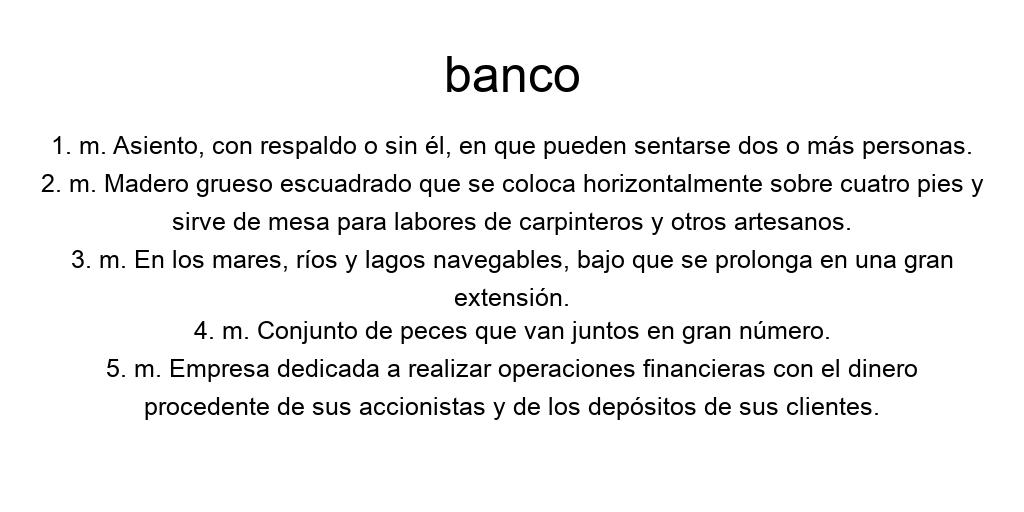 banco
1. m. Asiento, con respaldo o sin él, en que pueden sentarse dos o más personas.
2. m. Madero grueso escuadrado que se coloca horizontalmente sobre cuatro pies y
sirve de mesa para labores de carpinteros y otros artesanos.
3. m. En los mares, ríos y lagos navegables, bajo que se prolonga en una gran
extensión.
4. m. Conjunto de peces que van juntos en gran número.
5. m. Empresa dedicada a realizar operaciones financieras con el dinero
procedente de sus accionistas y de los depósitos de sus clientes.